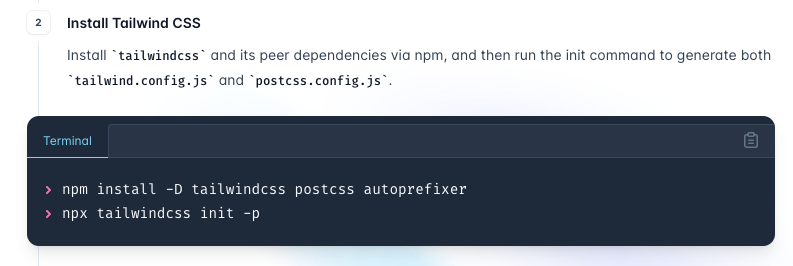 2
Install Tailwind CSS
Install `tailwindcss` and its peer dependencies via npm, and then run the init command to generate both
`tailwind.config.js` and `postcss.config.js`.
Terminal
› npm install -D tailwindcss postcss autoprefixer
› npx tailwindcss init -p